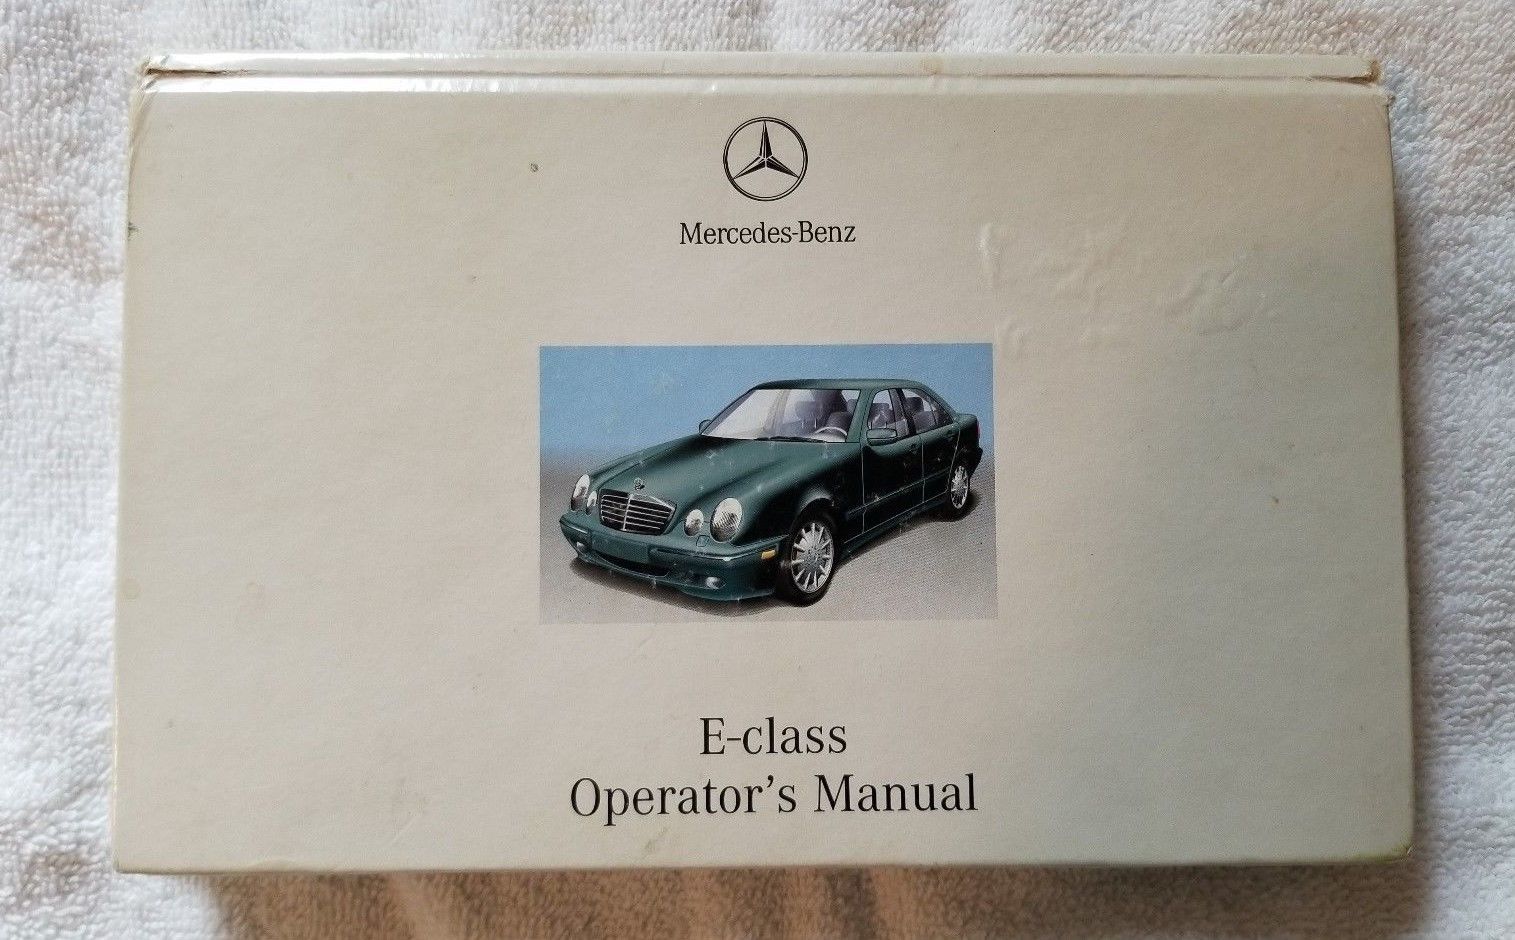 Mercedes-Benz
E-class
Operator's Manual